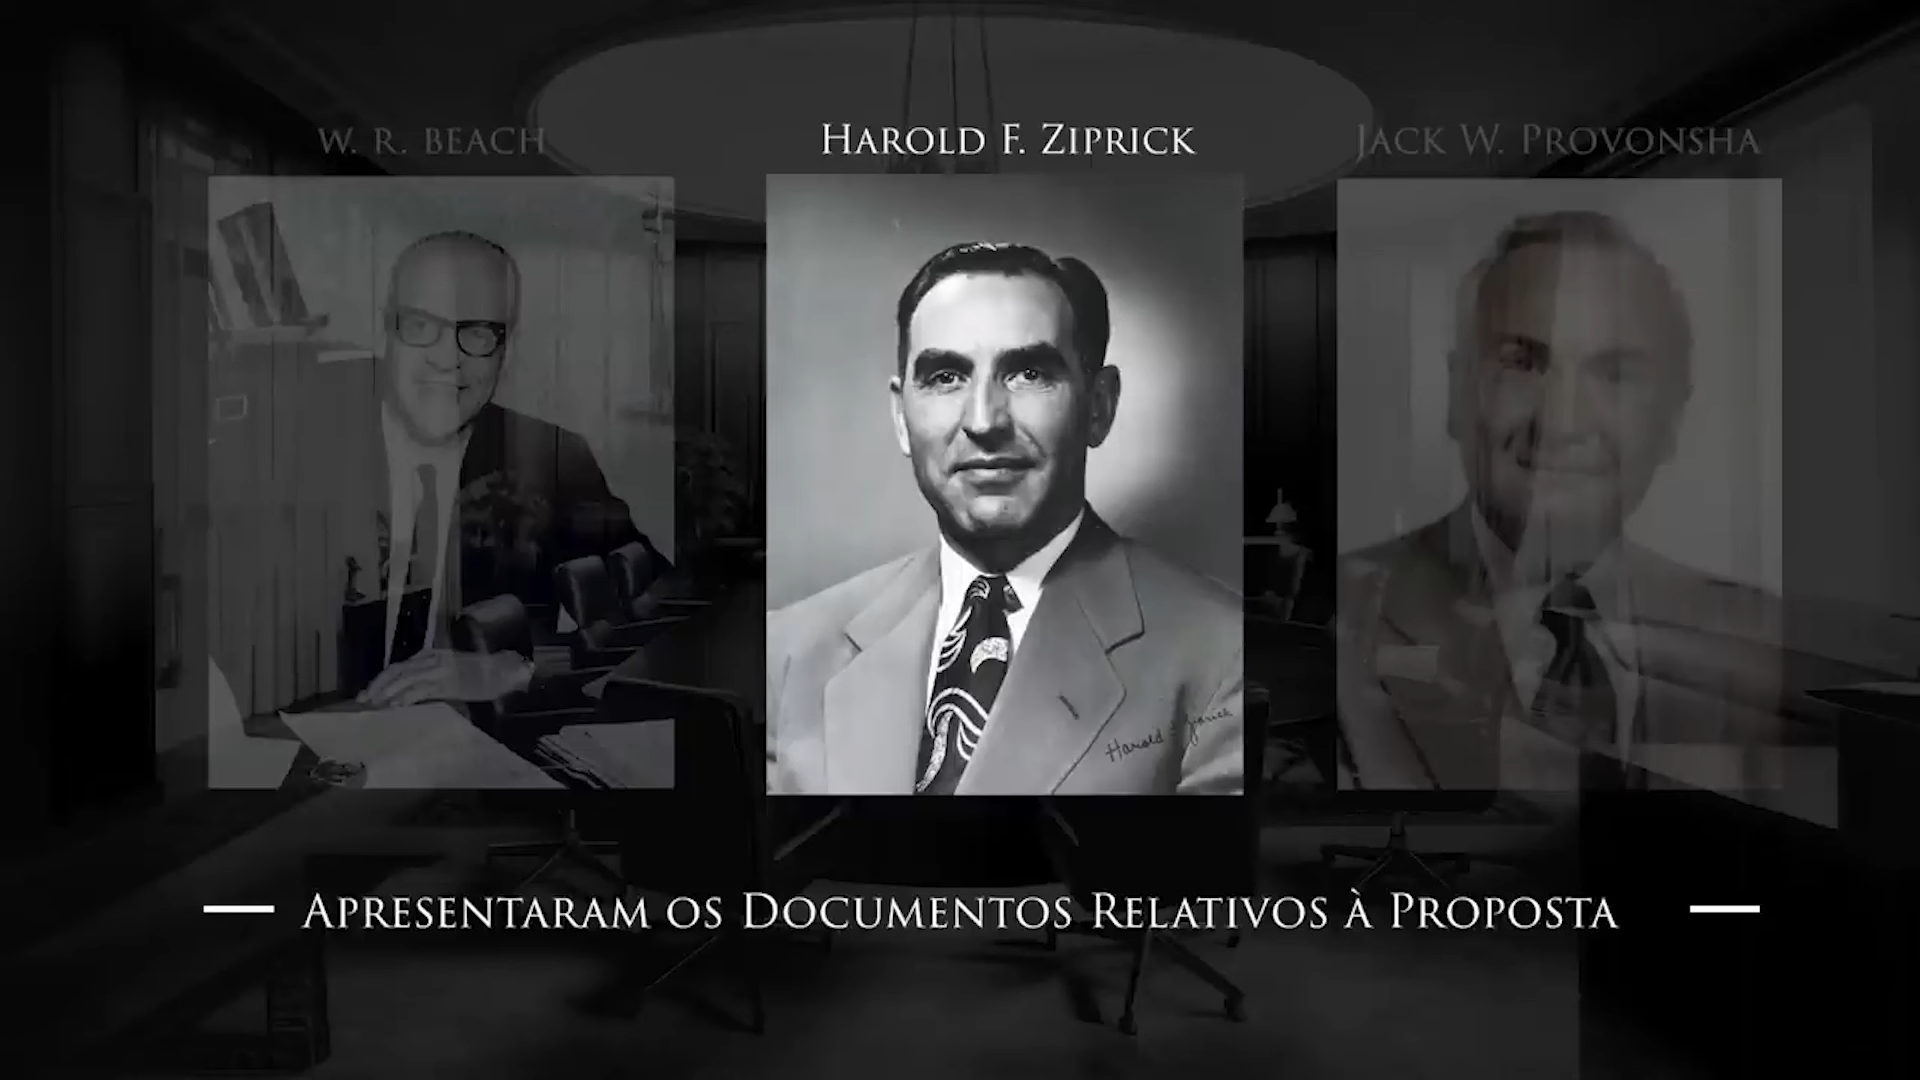 W. R. BEACH
HAROLD F. ZIPRICK
JACK W. PROVONSHA
Harold F. Ziprick
— APRESENTARAM OS DOCUMENTOS RELATIVOS À PROPOSTA —